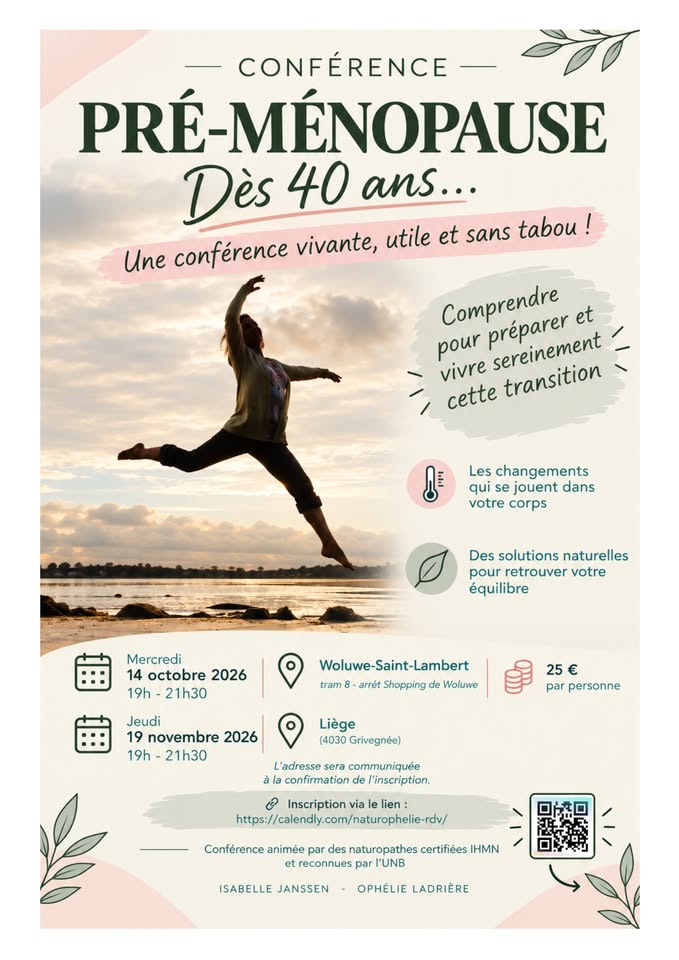 CONFÉRENCE
PRÉ-MÉNOPAUSE
Dès 40 ans...
Une conférence vivante, utile et sans tabou !
Comprendre
pour préparer et
vivre sereinement
cette transition
Les changements
qui se jouent dans
votre corps
Des solutions naturelles
pour retrouver votre
équilibre
Mercredi
14 octobre 2026
19h - 21h30
Woluwe-Saint-Lambert
tram 8 - arrêt Shopping de Woluwe
25 €
par personne
Jeudi
19 novembre 2026
19h - 21h30
Liège
(4030 Grivegnée)
L'adresse sera communiquée
à la confirmation de l'inscription.
Inscription via le lien :
https://calendly.com/naturophelie-rdv/
Conférence animée par des naturopathes certifiées IHMN
et reconnues par l'UNB
ISABELLE JANSSEN - OPHÉLIE LADRIÈRE